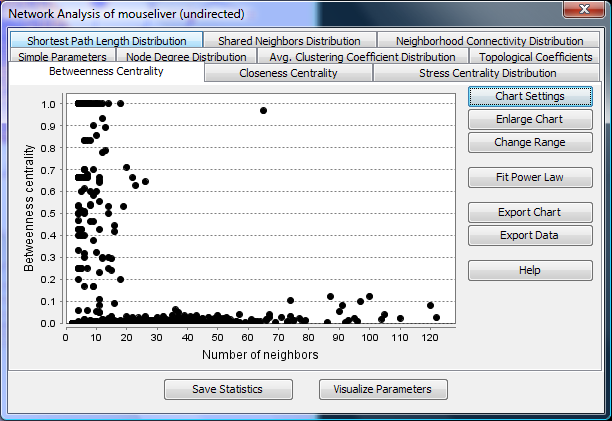 Network Analysis of mouseliver (undirected)
Shortest Path Length Distribution Shared Neighbors Distribution Neighborhood Connectivity Distribution
Simple Parameters Node Degree Distribution Avg. Clustering Coefficient Distribution Topological Coefficients
Betweenness Centrality Closeness Centrality Stress Centrality Distribution
Chart Settings
Enlarge Chart
Change Range
Fit Power Law
Export Chart
Export Data
Help
Betweenness centrality
1.0
0.9
0.8
0.7
0.6
0.5
0.4
0.3
0.2
0.1
0.0
0 10 20 30 40 50 60 70 80 90 100 110 120
Number of neighbors
Save Statistics Visualize Parameters